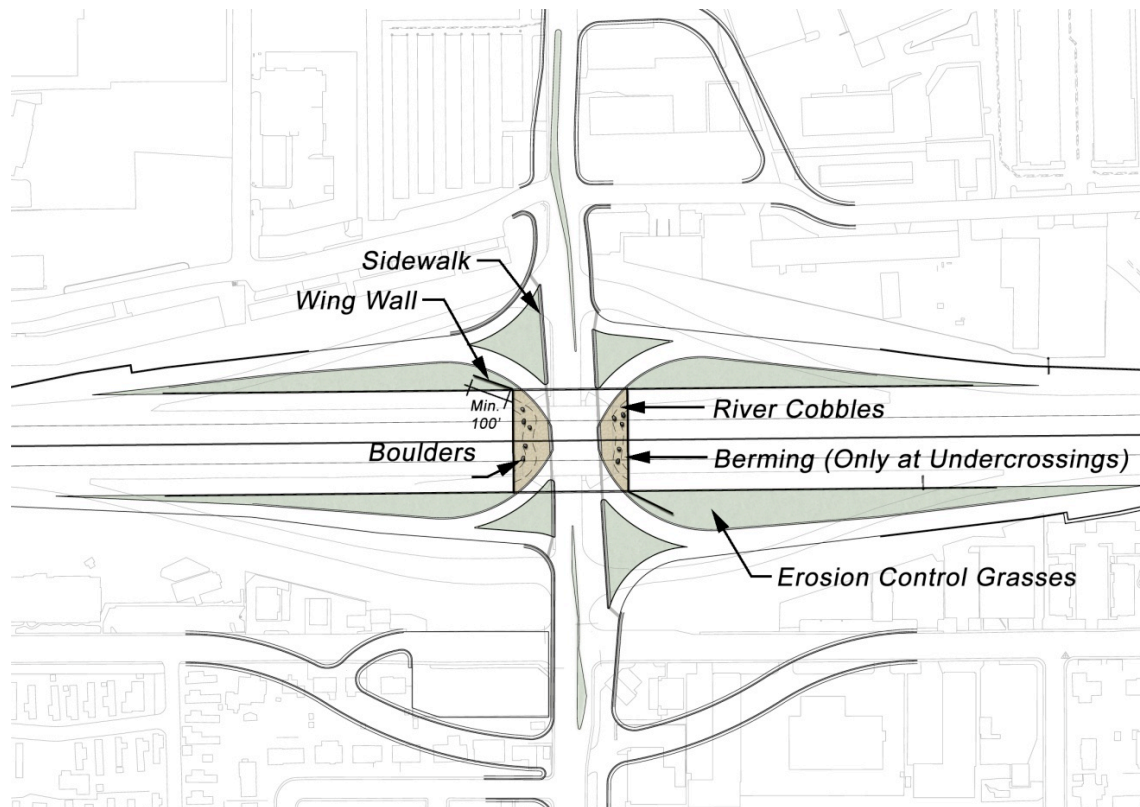 Sidewalk
Wing Wall
Min.
100'
River Cobbles
Boulders
Berming (Only at Undercrossings)
Erosion Control Grasses